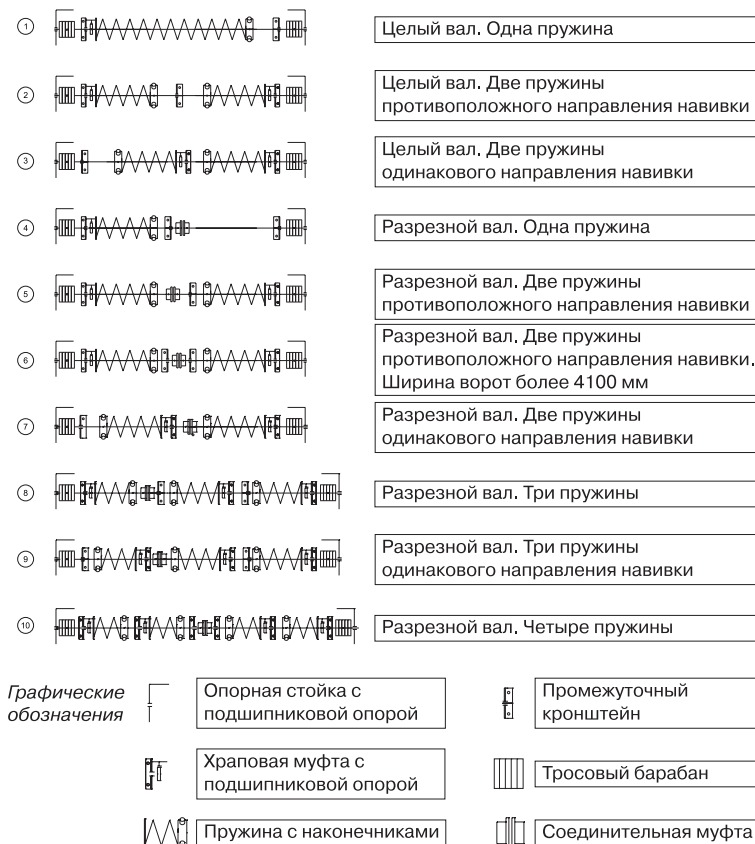 1
Целый вал. Одна пружина
2
Целый вал. Две пружины
противоположного направления навивки
3
Целый вал. Две пружины
одинакового направления навивки
4
Разрезной вал. Одна пружина
5
Разрезной вал. Две пружины
противоположного направления навивки
6
Разрезной вал. Две пружины
противоположного направления навивки.
Ширина ворот более 4100 мм
7
Разрезной вал. Две пружины
одинакового направления навивки
8
Разрезной вал. Три пружины
9
Разрезной вал. Три пружины
одинакового направления навивки
10
Разрезной вал. Четыре пружины
Графические
обозначения
Опорная стойка с
подшипниковой опорой
Промежуточный
кронштейн
Храповая муфта с
подшипниковой опорой
Тросовый барабан
Пружина с наконечниками
Соединительная муфта